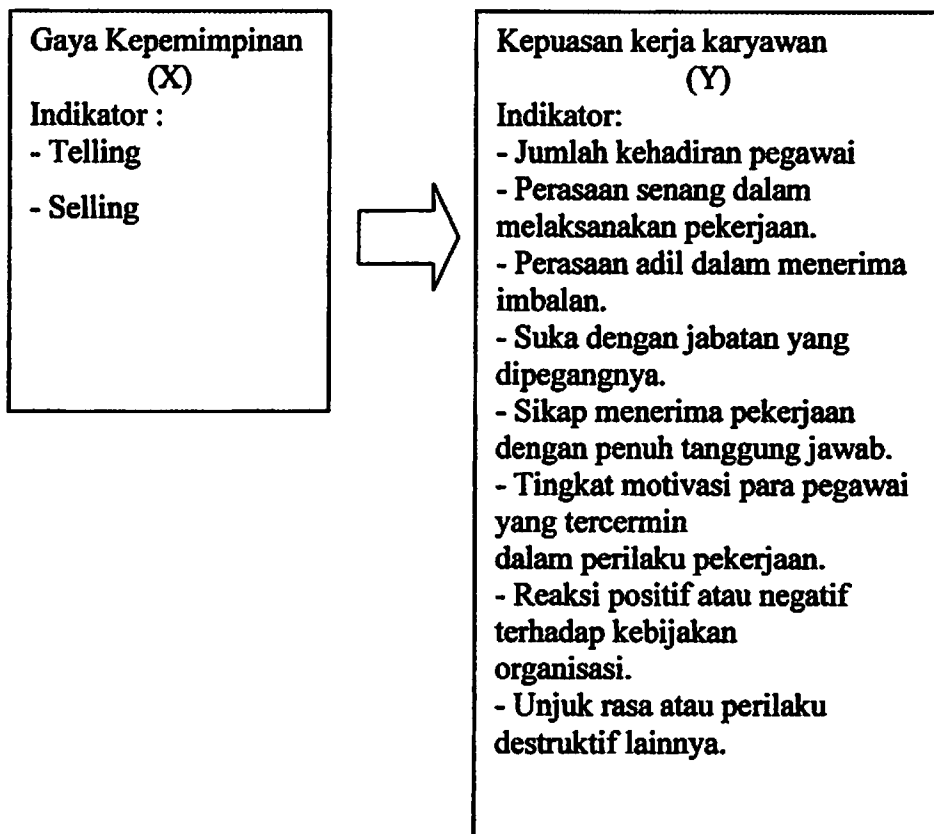 Gaya Kepemimpinan
(X)
Indikator :
- Telling
- Selling
Kepuasan kerja karyawan
(Y)
Indikator:
- Jumlah kehadiran pegawai
- Perasaan senang dalam
melaksanakan pekerjaan.
- Perasaan adil dalam menerima
imbalan.
- Suka dengan jabatan yang
dipegangnya.
- Sikap menerima pekerjaan
dengan penuh tanggung jawab.
- Tingkat motivasi para pegawai
yang tercermin
dalam perilaku pekerjaan.
- Reaksi positif atau negatif
terhadap kebijakan
organisasi.
- Unjuk rasa atau perilaku
destruktif lainnya.